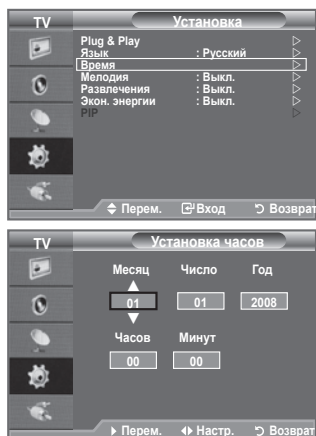 TV Установка
Plug & Play
Язык : Русский
Время
Мелодия : Выкл.
Развлечения : Выкл.
Экон. энергии : Выкл.
PIP
Перем. Вход Возврат
TV Установка часов
Месяц Число Год
01 01 2008
Часов Минут
00 00
Перем. Настр. Возврат